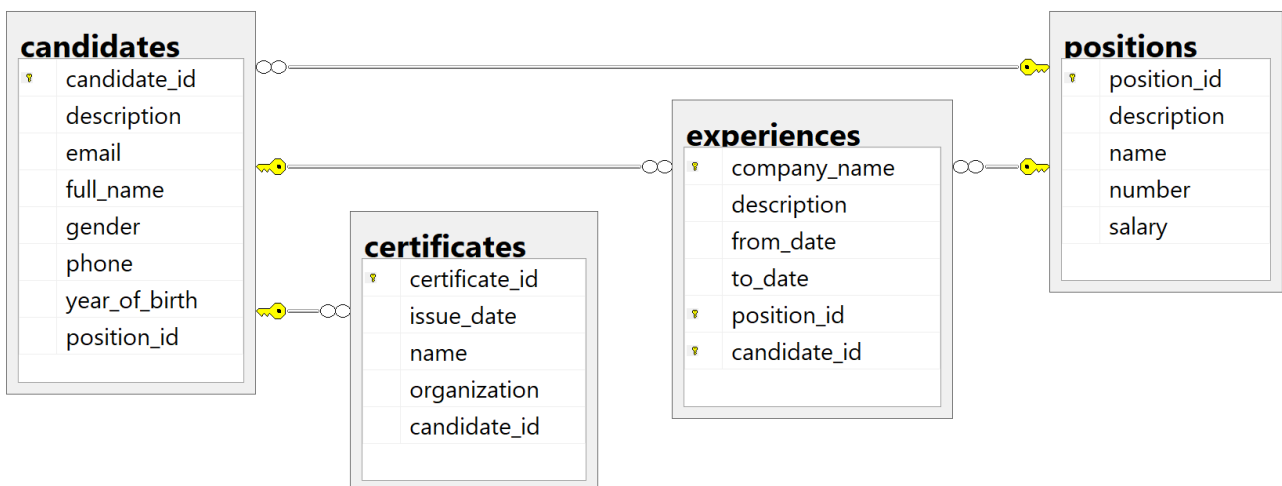 candidates
candidate_id
description
email
full_name
gender
phone
year_of_birth
position_id
certificates
certificate_id
issue_date
name
organization
candidate_id
experiences
company_name
description
from_date
to_date
position_id
candidate_id
positions
position_id
description
name
number
salary